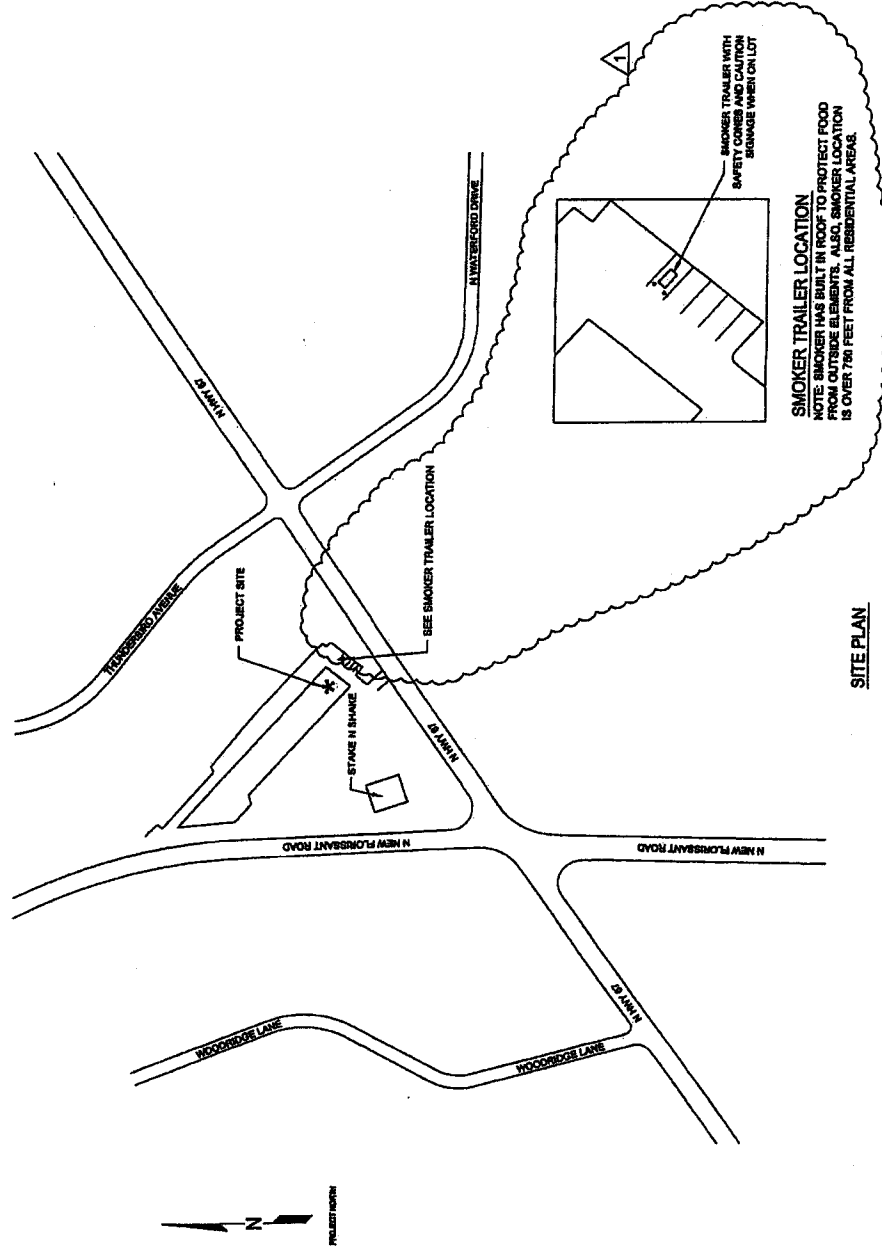 THUNDERBIRD AVENUE
N HWY 67
N WATERFORD DRIVE
PROJECT SITE
SEE SMOKER TRAILER LOCATION
STAKE N SHAKE
N HWY 67
N NEW FLORISSANT ROAD
N NEW FLORISSANT ROAD
N HWY 67
WOODRIDGE LANE
WOODRIDGE LANE
1
SMOKER TRAILER WITH
SAFETY CONES AND CAUTION
SIGNAGE WHEN ON LOT
SMOKER TRAILER LOCATION
NOTE: SMOKER HAS BUILT IN ROOF TO PROTECT FOOD
FROM OUTSIDE ELEMENTS. ALSO, SMOKER LOCATION
IS OVER 750 FEET FROM ALL RESIDENTIAL AREAS.
SITE PLAN
N
PROJECT NORTH